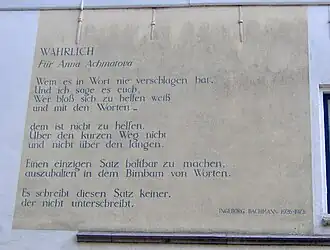 WAHRLICH
Für Anna Achmatova
Wem es in Wort nie verschlagen hat,
Und ich sage es euch,
Wer bloß sich zu helfen weiß
und mit den Worten –
dem ist nicht zu helfen.
Über den kurzen Weg nicht
und nicht über den langen.
Einen einzigen Satz haltbar zu machen,
auszuhalten in dem Bimbam von Worten.
Es schreibt diesen Satz keiner,
der nicht unterschreibt.
INGEBORG BACHMANN 1926-1973